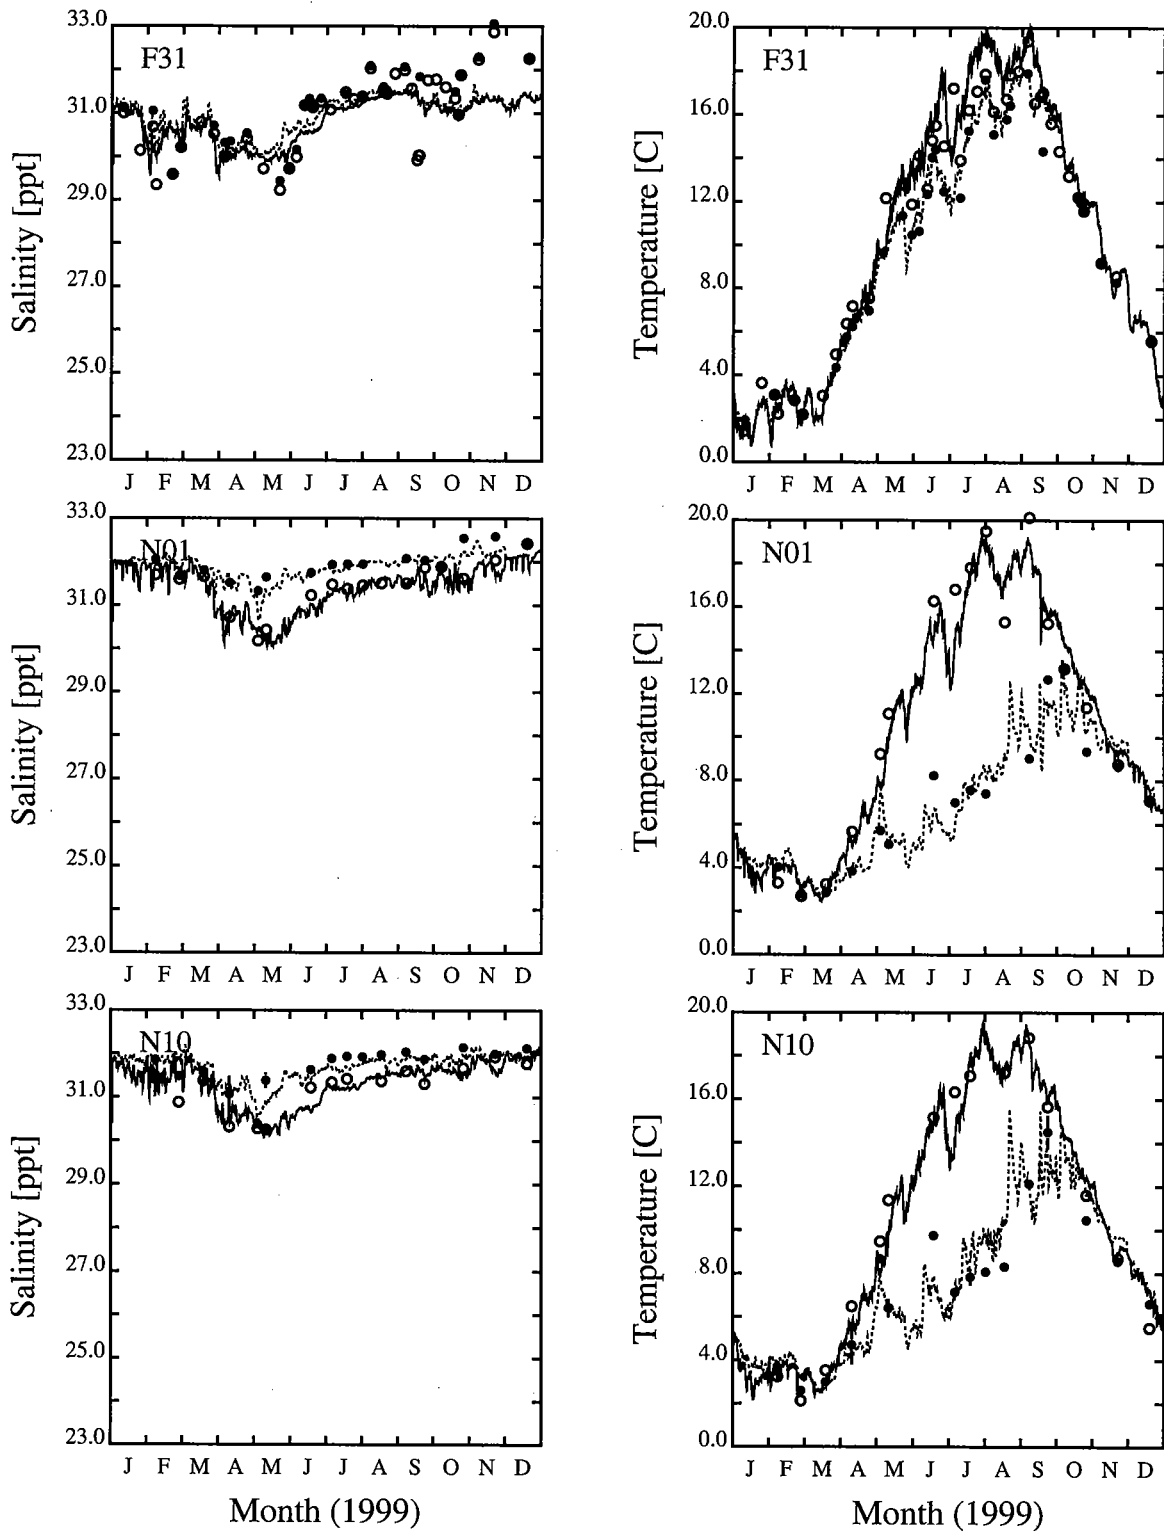 33.0
F31
31.0
29.0
27.0
25.0
23.0
Salinity [ppt]
J F M A M J J A S O N D
20.0
F31
16.0
12.0
8.0
4.0
0.0
Temperature [C]
J F M A M J J A S O N D
33.0
N01
31.0
29.0
27.0
25.0
23.0
Salinity [ppt]
J F M A M J J A S O N D
20.0
N01
16.0
12.0
8.0
4.0
0.0
Temperature [C]
J F M A M J J A S O N D
33.0
N10
31.0
29.0
27.0
25.0
23.0
Salinity [ppt]
J F M A M J J A S O N D
Month (1999)
20.0
N10
16.0
12.0
8.0
4.0
0.0
Temperature [C]
J F M A M J J A S O N D
Month (1999)